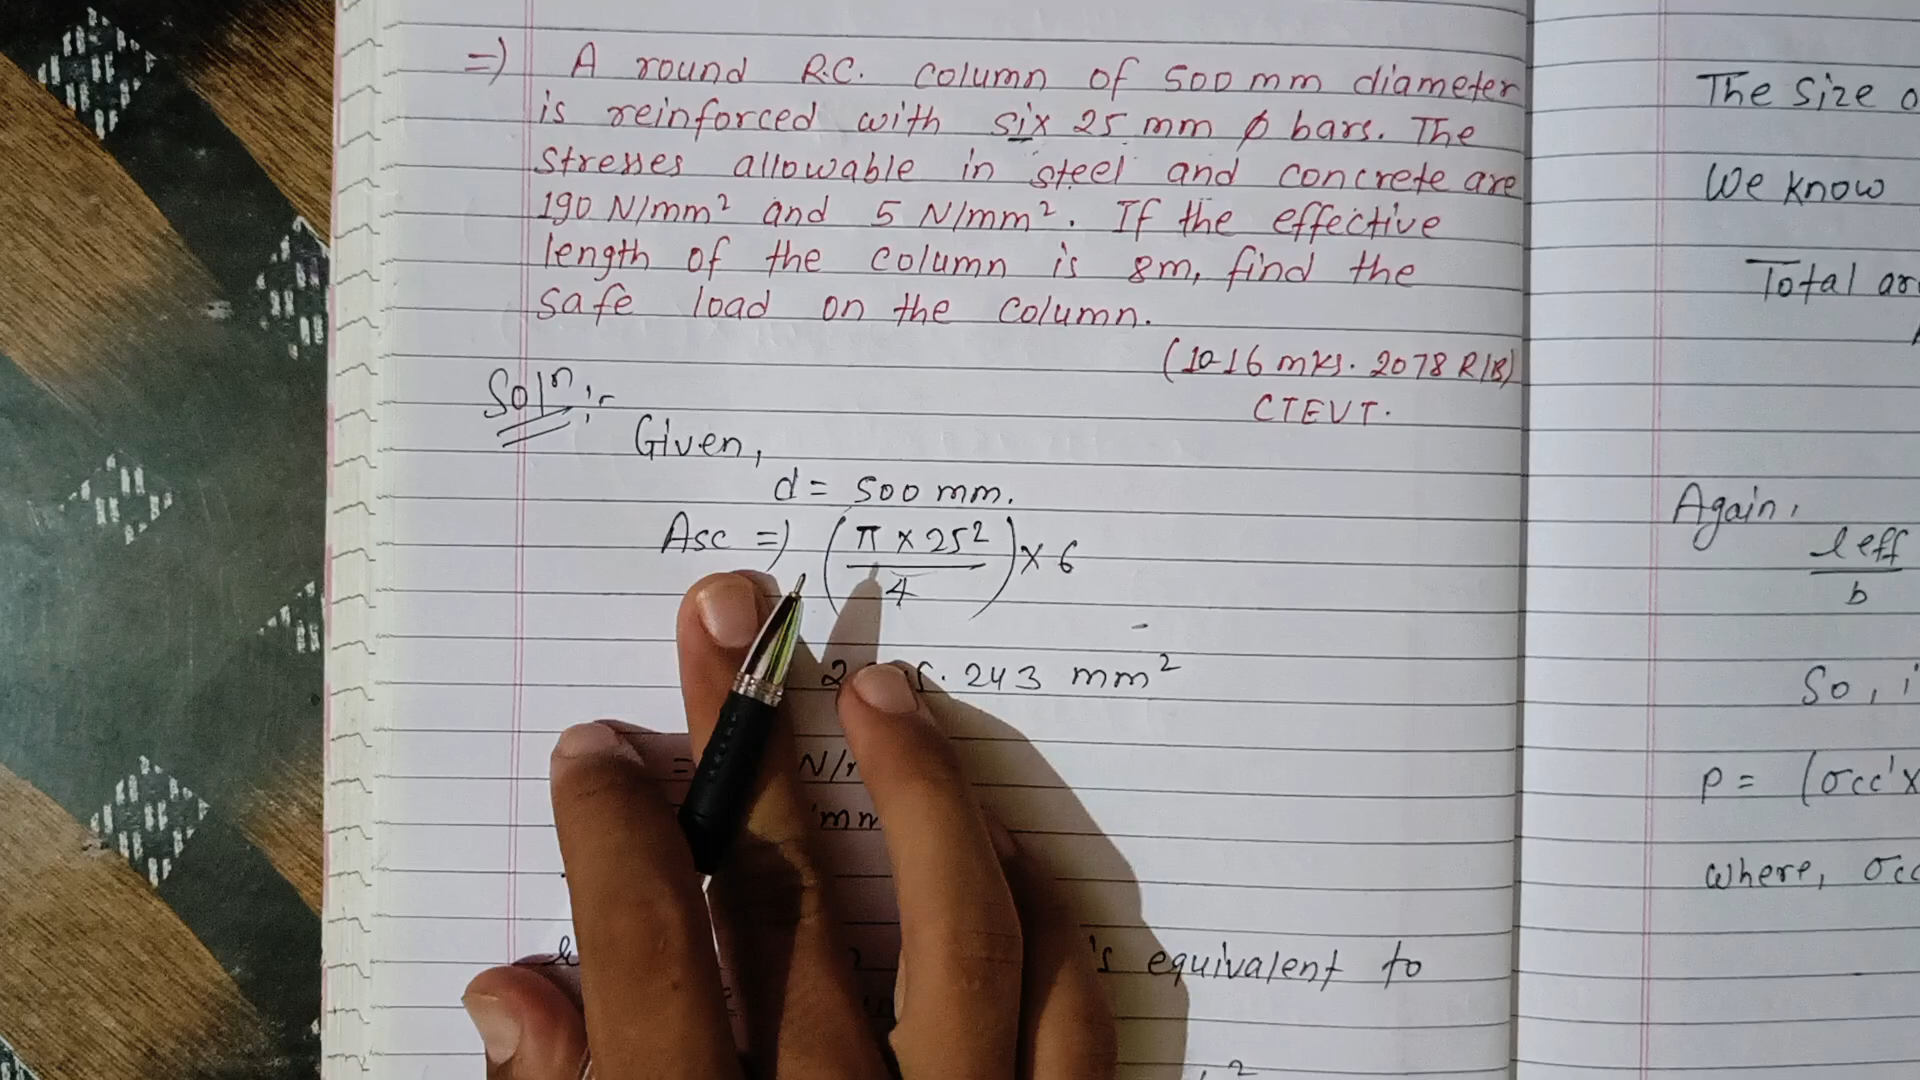 =) A round R.C. column of 500 mm diameter
is reinforced with six 25 mm ϕ bars. The
stresses allowable in steel and concrete are
190 N/mm² and 5 N/mm². If the effective
length of the column is 8m, find the
safe load on the column.
(10-16 mks. 2078 R/B)
CTEVT.
Solⁿ:-
Given,
d = 500 mm.
Asc => (π × 25² / 4) × 6
.243 mm²
=
equivalent to
The size
We know
Total
Again,
leff / b
So,
P = (σcc' x
where,